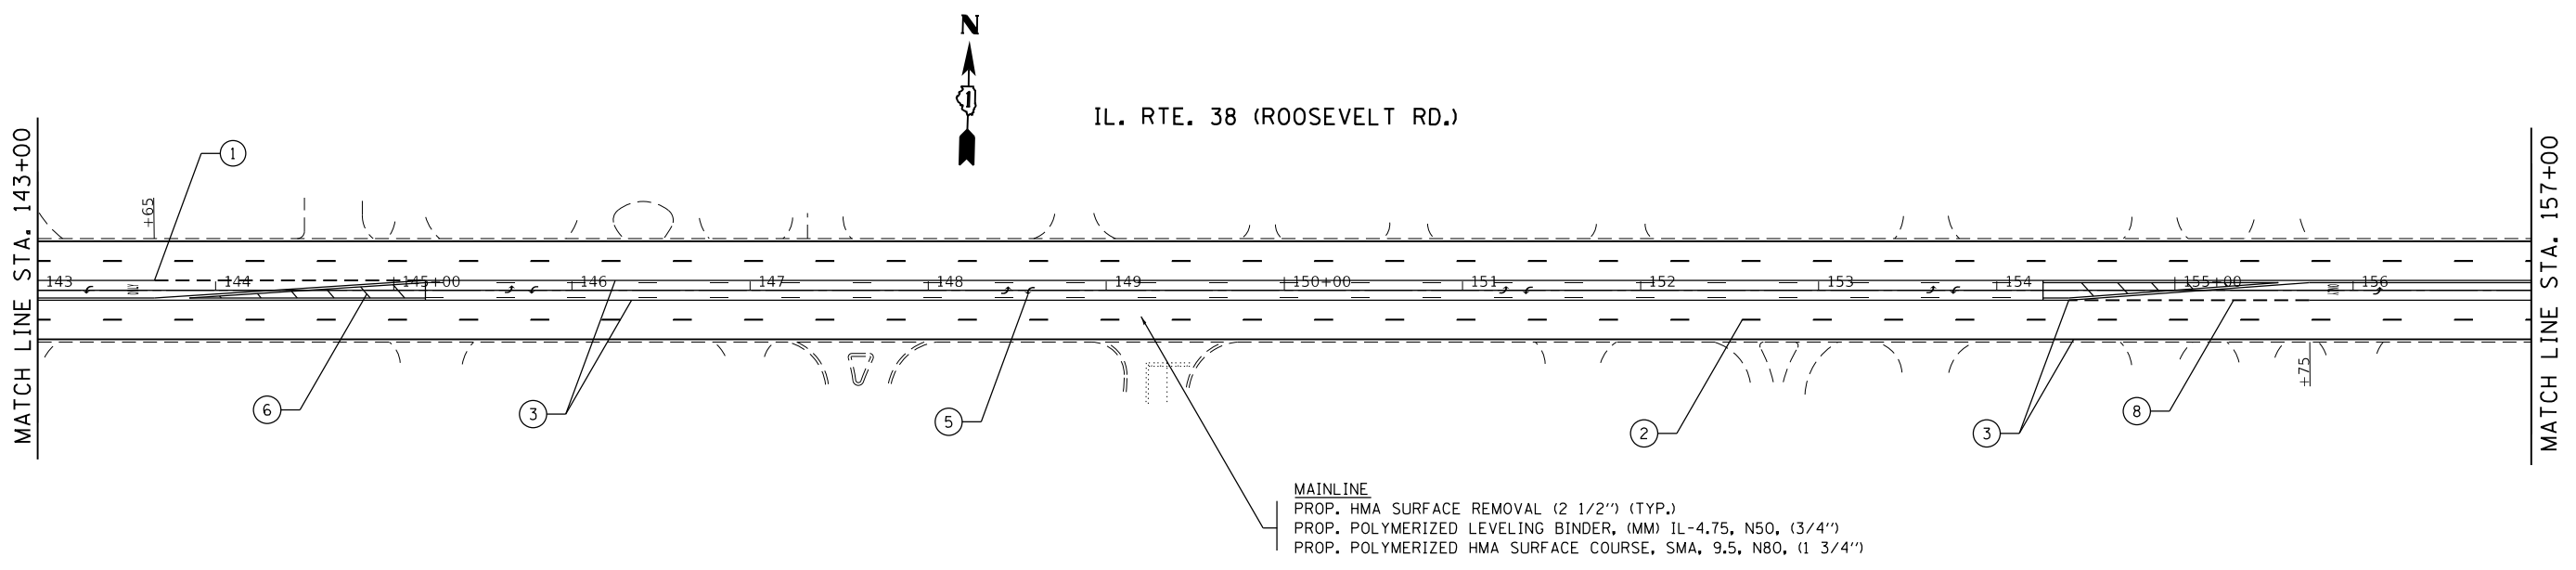 N
1
IL. RTE. 38 (ROOSEVELT RD.)
MATCH LINE STA. 143+00
MATCH LINE STA. 157+00
1
+65
143 144 145+00 146 147 148 149 150+00 151 152 153 154 155+00 156
+75
6
3
5
2
3
8
MAINLINE
PROP. HMA SURFACE REMOVAL (2 1/2'') (TYP.)
PROP. POLYMERIZED LEVELING BINDER, (MM) IL-4.75, N50, (3/4'')
PROP. POLYMERIZED HMA SURFACE COURSE, SMA, 9.5, N80, (1 3/4'')